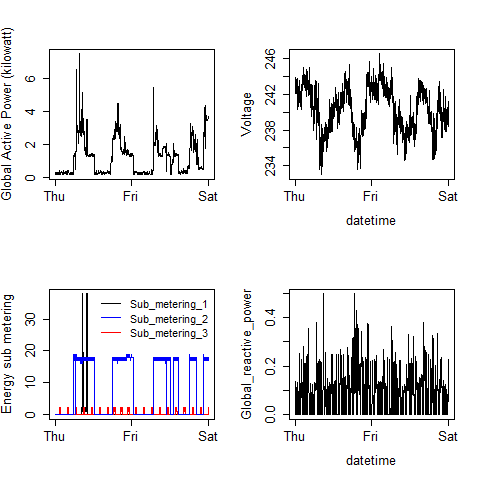 Global Active Power (kilowatt)
0 2 4 6
Thu Fri Sat
Voltage
234 238 242 246
Thu Fri Sat
datetime
Energy sub metering
0 10 20 30
Sub_metering_1
Sub_metering_2
Sub_metering_3
Thu Fri Sat
Global_reactive_power
0.0 0.2 0.4
Thu Fri Sat
datetime